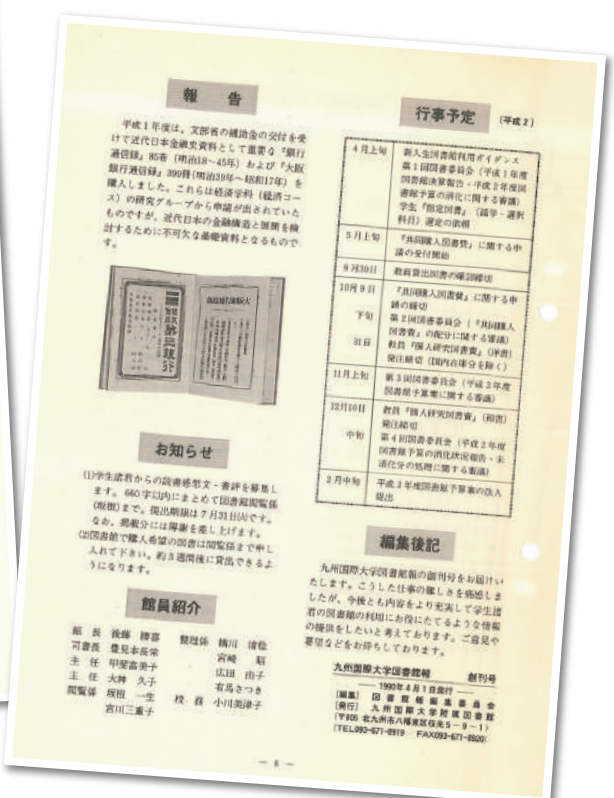 報 告
平成1年度は、文部省の補助金の交付を受
けて近代日本金融史資料として重要な『銀行
通信録』85巻（明治18〜45年）および『大阪
銀行通信録』399冊（明治39年〜昭和17年）を
購入しました。これらは経済学科（経済コー
ス）の研究グループから申請が出されていた
ものですが、近代日本の金融構造と展開を検
討するために不可欠な基礎資料となるもので
す。
お知らせ
(1)学生諸君からの読書感想文・書評を募集し
ます。660字以内にまとめて図書館閲覧係
(坂根)まで。提出期限は7月31日(火)です。
なお、掲載分には薄謝を差し上げます。
(2)図書館で購入希望の図書は閲覧係まで申し
入れて下さい。約3週間後に貸出できるよ
うになります。
館員紹介
館 長 後藤 勝喜
司書長 豊見本長栄
主 任 甲斐富美子
主 任 大神 久子
閲覧係 坂根 一生
宮川三重子
整理係 橋川 清
宮崎 昭
広田 由子
有馬さつき
校 務 小川美津子
行事予定 (平成2)
4月上旬 新入生図書館利用ガイダンス
第1回図書委員会（平成1年度
図書館決算報告・平成2年度図
書館予算の消化に関する審議）
学生『指定図書』（語学・選択
科目）選定の依頼
5月上旬 『共同購入図書費』に関する申
請の受付開始
9月30日 教員貸出図書の確認締切
10月9日 『共同購入図書費』に関する申
請の締切
下旬 第2回図書委員会（『共同購入
図書費』の配分に関する審議）
31日 教員『個人研究図書費』（洋書）
発注締切（国内在庫分を除く）
11月上旬 第3回図書委員会（平成3年度
図書館予算案に関する審議）
12月10日 教員『個人研究図書費』（和書）
発注締切
中旬 第4回図書委員会（平成2年度
図書館予算の消化状況報告・未
消化分の処理に関する審議）
2月中旬 平成3年度図書館予算案の法人
提出
編集後記
九州国際大学図書館報の創刊号をお届けい
たします。こうした仕事の難しさを痛感しま
したが、今後とも内容をより充実して学生諸
君の図書館の利用にお役にたてるような情報
の提供をしたいと考えております。ご意見や
要望などをお待ちしております。
九州国際大学図書館報 創刊号
1990年4月1日発行
[編集] 図書館報編集委員会
[発行] 九州国際大学附属図書館
(〒805 北九州市八幡東区枝光5-9-1)
(TEL093-671-8919 FAX093-671-8920)
— 6 —